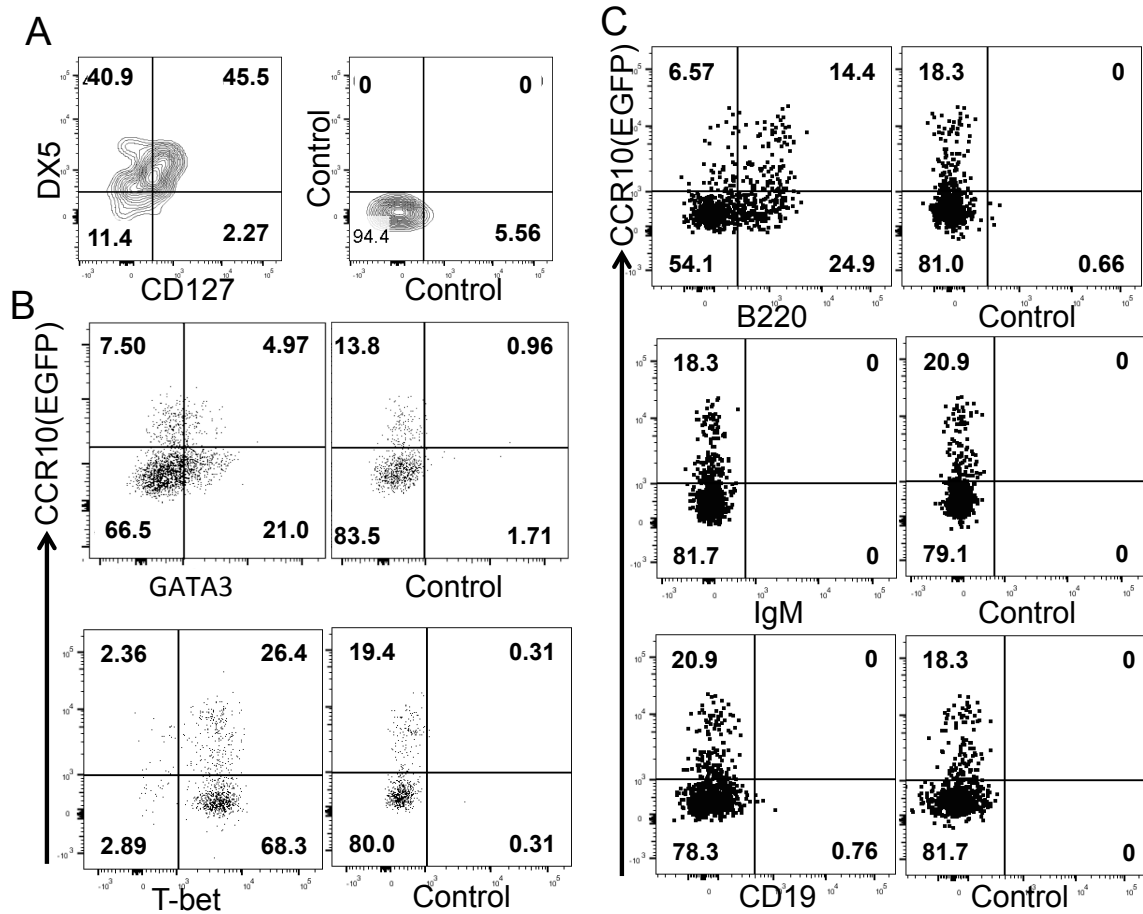 A
DX5
40.9 45.5
11.4 2.27
CD127
Control
0 0
94.4 5.56
Control
B
CCR10(EGFP)
7.50 4.97
66.5 21.0
GATA3
13.8 0.96
83.5 1.71
Control
2.36 26.4
2.89 68.3
T-bet
19.4 0.31
80.0 0.31
Control
C
CCR10(EGFP)
6.57 14.4
54.1 24.9
B220
18.3 0
81.0 0.66
Control
18.3 0
81.7 0
IgM
20.9 0
79.1 0
Control
20.9 0
78.3 0.76
CD19
18.3 0
81.7 0
Control